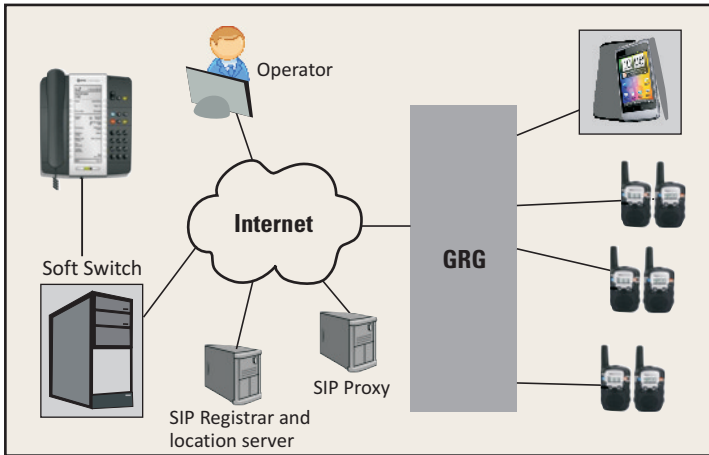 Operator
Internet
GRG
Soft Switch
SIP Proxy
SIP Registrar and
location server